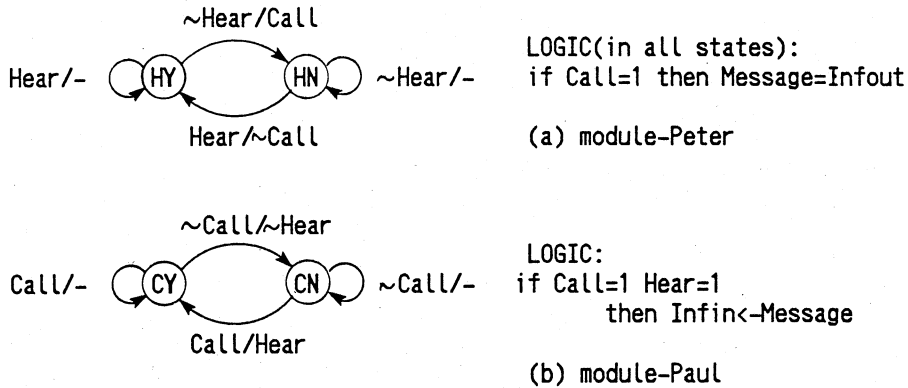 ~Hear/Call
Hear/- HY HN ~Hear/-
Hear/~Call
LOGIC(in all states):
if Call=1 then Message=Infout
(a) module-Peter
~Call/~Hear
Call/- CY CN ~Call/-
Call/Hear
LOGIC:
if Call=1 Hear=1
then Infin<-Message
(b) module-Paul